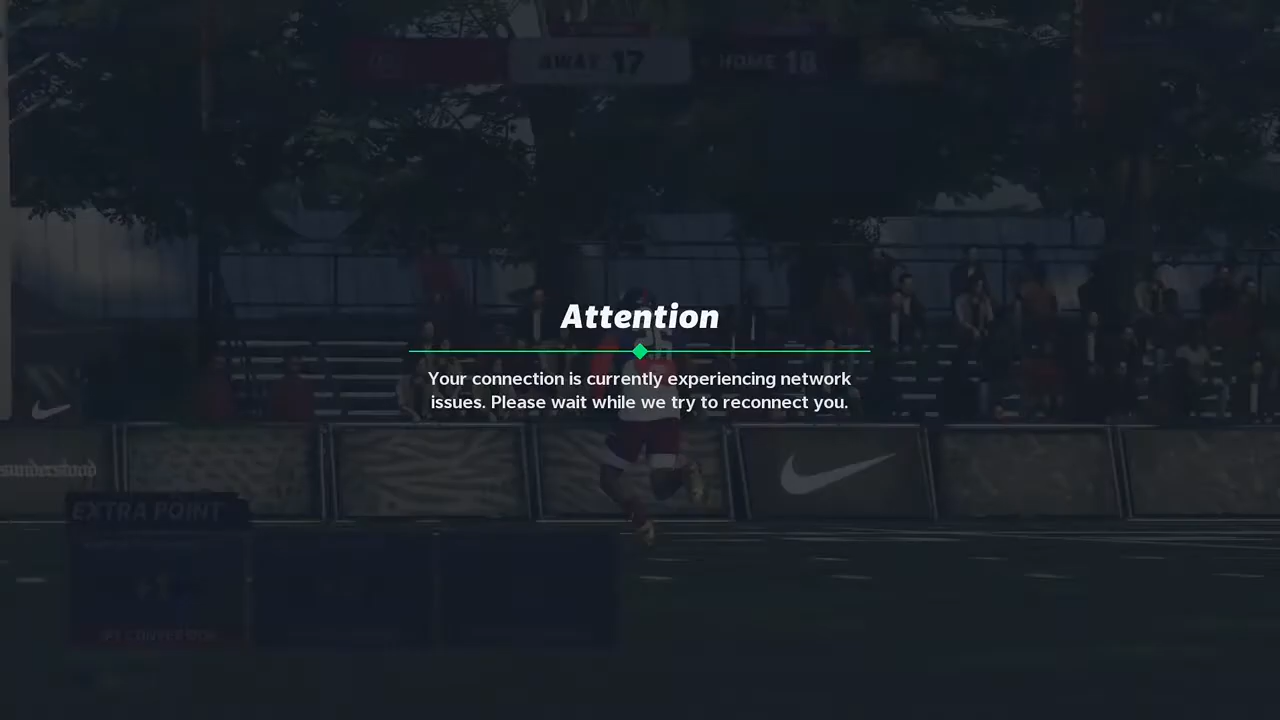 AWAY 17 HOME 18
Attention
Your connection is currently experiencing network
issues. Please wait while we try to reconnect you.
sunderstood
EXTRA POINT